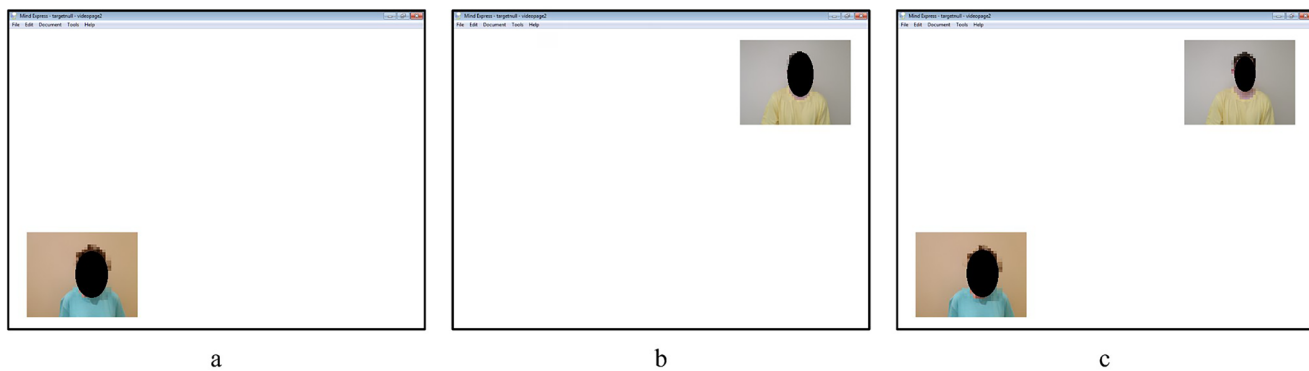 Mind Express - targetnull - videopage2
File Edit Document Tools Help
Mind Express - targetnull - videopage2
File Edit Document Tools Help
Mind Express - targetnull - videopage2
File Edit Document Tools Help
a
b
c